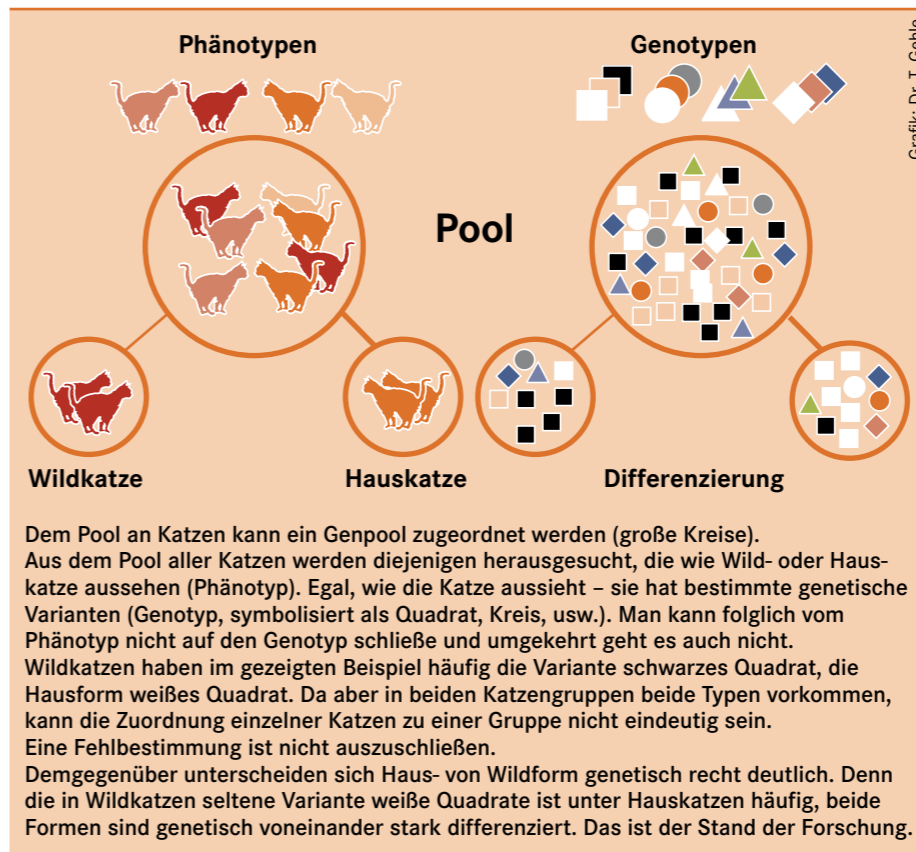 Phänotypen
Genotypen
Grafik: Dr. T. Gehle
Pool
Wildkatze
Hauskatze
Differenzierung
Dem Pool an Katzen kann ein Genpool zugeordnet werden (große Kreise).
Aus dem Pool aller Katzen werden diejenigen herausgesucht, die wie Wild- oder Haus-
katze aussehen (Phänotyp). Egal, wie die Katze aussieht – sie hat bestimmte genetische
Varianten (Genotyp, symbolisiert als Quadrat, Kreis, usw.). Man kann folglich vom
Phänotyp nicht auf den Genotyp schließe und umgekehrt geht es auch nicht.
Wildkatzen haben im gezeigten Beispiel häufig die Variante schwarzes Quadrat, die
Hausform weißes Quadrat. Da aber in beiden Katzengruppen beide Typen vorkommen,
kann die Zuordnung einzelner Katzen zu einer Gruppe nicht eindeutig sein.
Eine Fehlbestimmung ist nicht auszuschließen.
Demgegenüber unterscheiden sich Haus- von Wildform genetisch recht deutlich. Denn
die in Wildkatzen seltene Variante weiße Quadrate ist unter Hauskatzen häufig, beide
Formen sind genetisch voneinander stark differenziert. Das ist der Stand der Forschung.